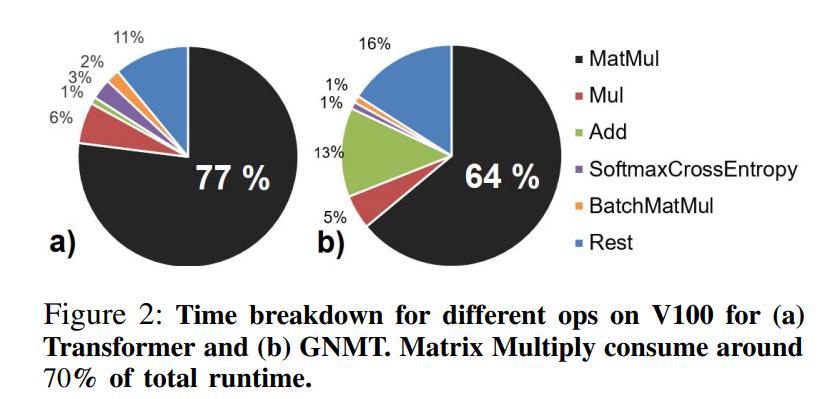 11%
2%
3%
1%
6%
77 %
a)
16%
1%
1%
13%
5%
64 %
b)
MatMul
Mul
Add
SoftmaxCrossEntropy
BatchMatMul
Rest
Figure 2: Time breakdown for different ops on V100 for (a)
Transformer and (b) GNMT. Matrix Multiply consume around
70% of total runtime.